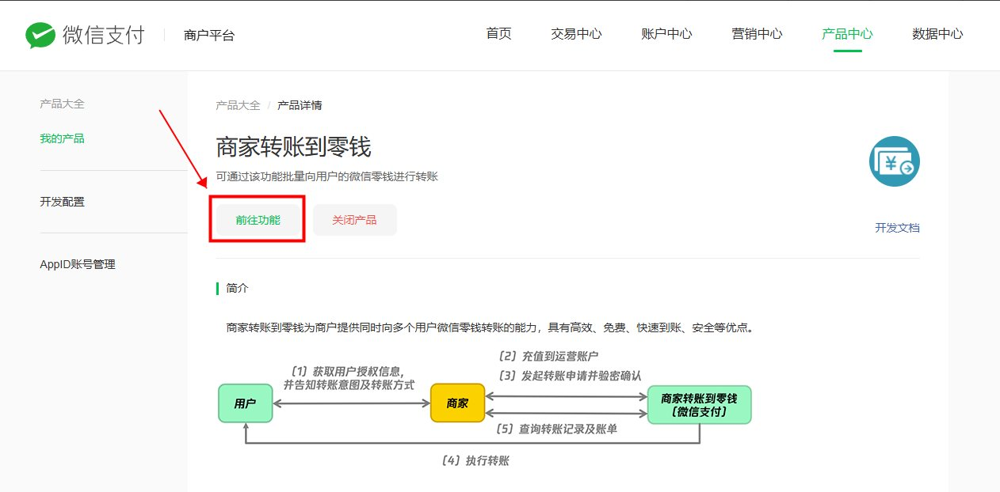 微信支付 商户平台 首页 交易中心 账户中心 营销中心 产品中心 数据中心
产品大全
我的产品
开发配置
AppID账号管理
产品大全 / 产品详情
商家转账到零钱
可通过该功能批量向用户的微信零钱进行转账
前往功能 关闭产品
开发文档
简介
商家转账到零钱为商户提供同时向多个用户微信零钱转账的能力，具有高效、免费、快速到账、安全等优点。
（1）获取用户授权信息，
并告知转账意图及转账方式
（2）充值到运营账户
（3）发起转账申请并验密确认
用户
商家
商家转账到零钱
（微信支付）
（5）查询转账记录及账单
（4）执行转账